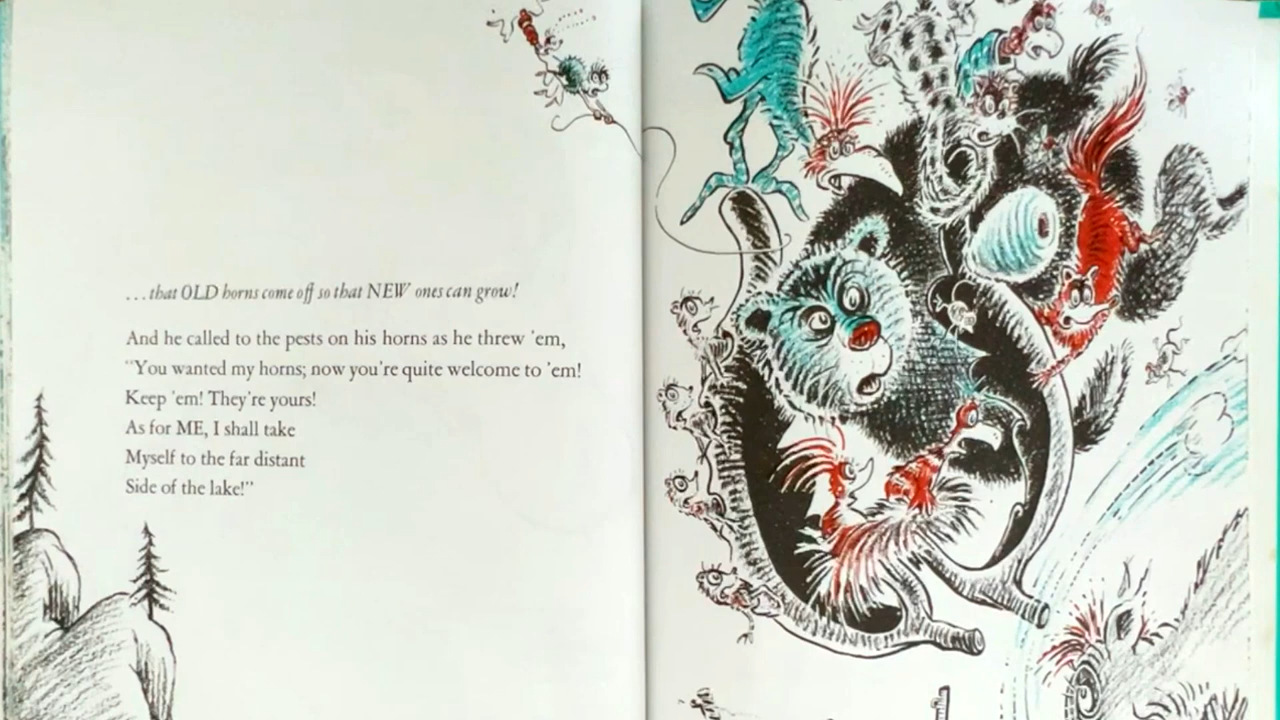 . . . that OLD horns come off so that NEW ones can grow!
And he called to the pests on his horns as he threw 'em,
"You wanted my horns; now you're quite welcome to 'em!
Keep 'em! They're yours!
As for ME, I shall take
Myself to the far distant
Side of the lake!"